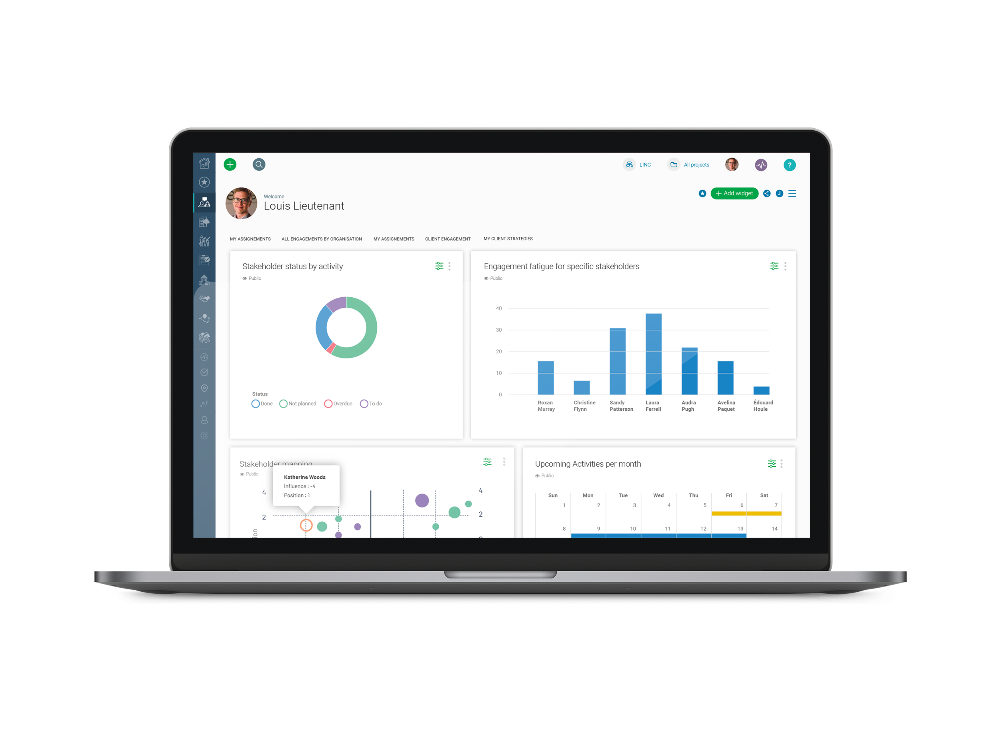 LINC
All projects
?
Welcome
Louis Lieutenant
Add widget
MY ASSIGNEMENTS
ALL ENGAGEMENTS BY ORGANISATION
MY ASSIGNEMENTS
CLIENT ENGAGEMENT
MY CLIENT STRATEGIES
Stakeholder status by activity
Public
Status
Done
Not planned
Overdue
To do
Engagement fatigue for specific stakeholders
Public
40
30
20
10
0
Roxan
Murray
Christine
Flynn
Sandy
Patterson
Laura
Ferrell
Audra
Pugh
Avelina
Paquet
Édouard
Houle
Stakeholder mapping
Public
Katherine Woods
Influence : -4
Position : 1
4
2
4
2
Upcoming Activities per month
Public
Sun Mon Tue Wed Thu Fri Sat
1 2 3 4 5 6 7
8 9 10 11 12 13 14